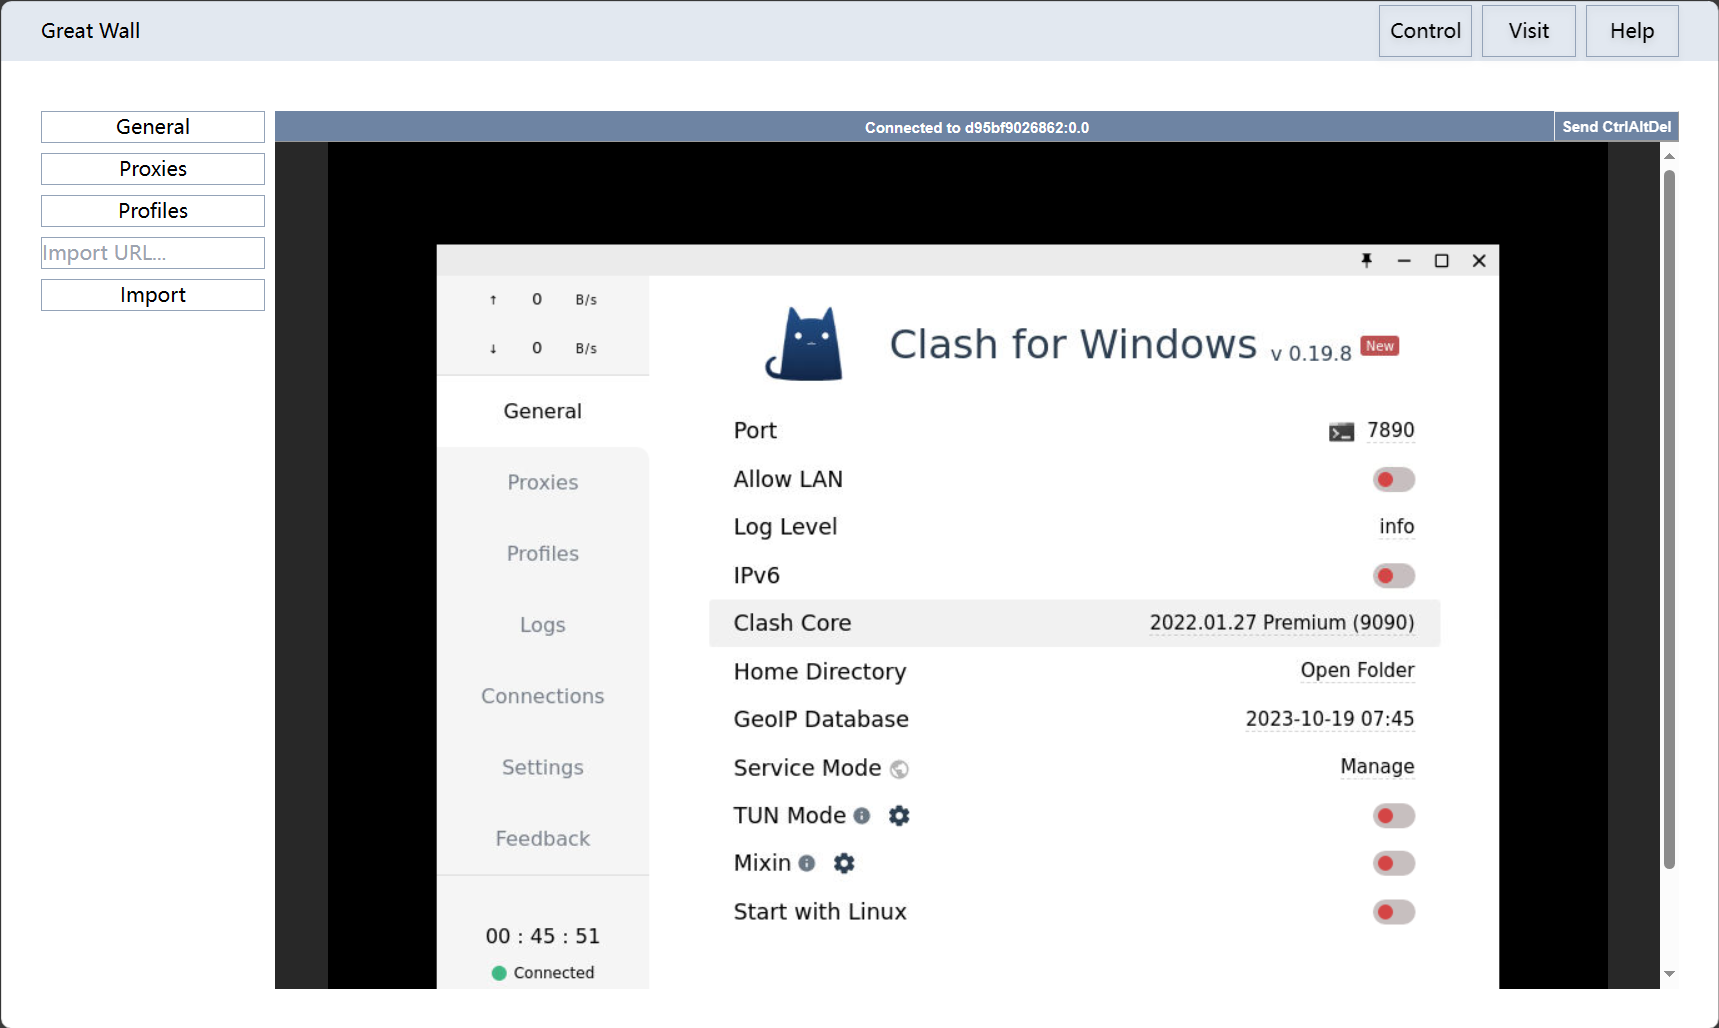 Great Wall
Control
Visit
Help
General
Proxies
Profiles
Import URL...
Import
Connected to d95bf9026862:0.0
Send CtrlAltDel
↑ 0 B/s
↓ 0 B/s
General
Proxies
Profiles
Logs
Connections
Settings
Feedback
00 : 45 : 51
Connected
Clash for Windows v 0.19.8 New
Port 7890
Allow LAN
Log Level info
IPv6
Clash Core 2022.01.27 Premium (9090)
Home Directory Open Folder
GeoIP Database 2023-10-19 07:45
Service Mode Manage
TUN Mode
Mixin
Start with Linux